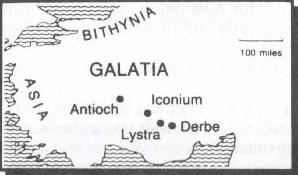 BITHYNIA
100 miles
GALATIA
ASIA
Antioch
Iconium
Lystra
Derbe